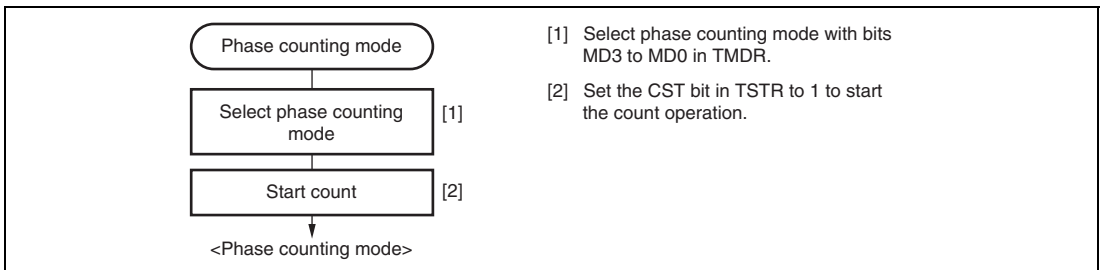 Phase counting mode
Select phase counting
mode
[1]
Start count
[2]
<Phase counting mode>
[1] Select phase counting mode with bits
MD3 to MD0 in TMDR.
[2] Set the CST bit in TSTR to 1 to start
the count operation.